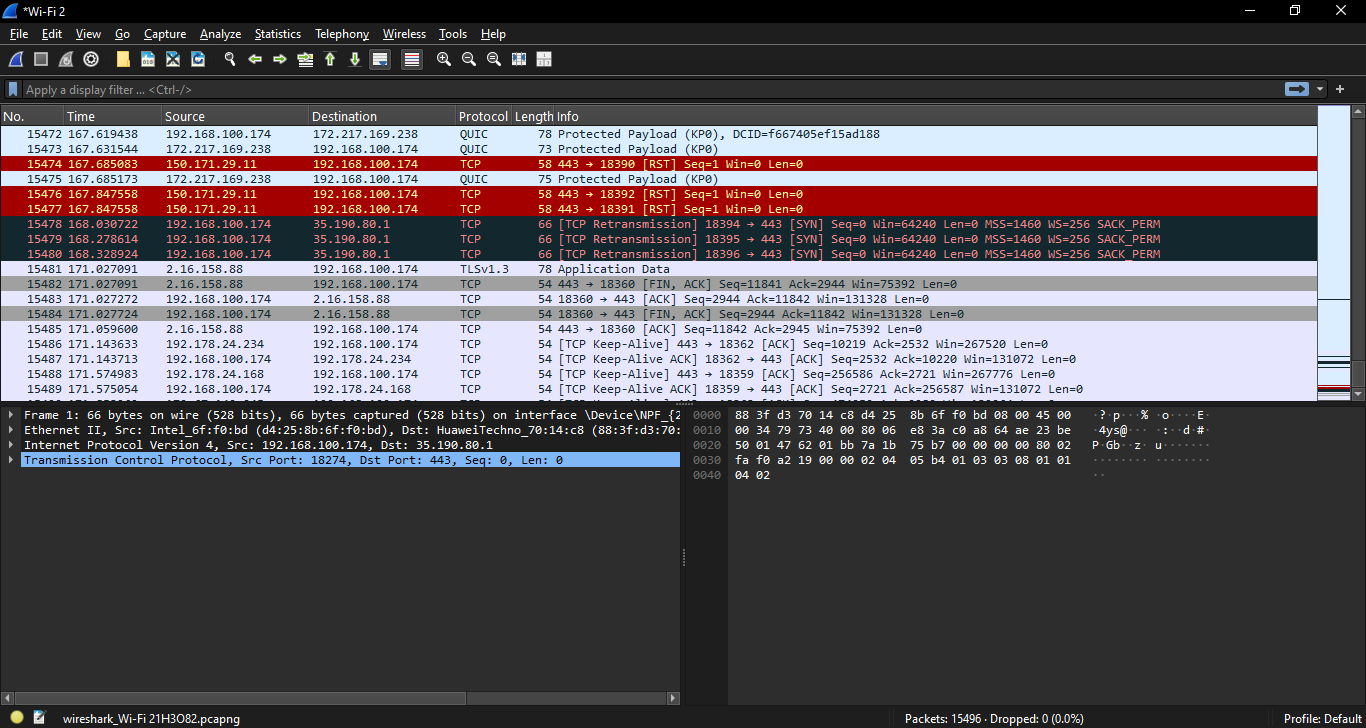 *Wi-Fi 2
File Edit View Go Capture Analyze Statistics Telephony Wireless Tools Help
Apply a display filter ... <Ctrl-/>
No. Time Source Destination Protocol Length Info
15472 167.619438 192.168.100.174 172.217.169.238 QUIC 78 Protected Payload (KP0), DCID=f667405ef15ad188
15473 167.631544 172.217.169.238 192.168.100.174 QUIC 73 Protected Payload (KP0)
15474 167.685083 150.171.29.11 192.168.100.174 TCP 58 443 → 18390 [RST] Seq=1 Win=0 Len=0
15475 167.685173 172.217.169.238 192.168.100.174 QUIC 75 Protected Payload (KP0)
15476 167.847558 150.171.29.11 192.168.100.174 TCP 58 443 → 18392 [RST] Seq=1 Win=0 Len=0
15477 167.847558 150.171.29.11 192.168.100.174 TCP 58 443 → 18391 [RST] Seq=1 Win=0 Len=0
15478 168.030722 192.168.100.174 35.190.80.1 TCP 66 [TCP Retransmission] 18394 → 443 [SYN] Seq=0 Win=64240 Len=0 MSS=1460 WS=256 SACK_PERM
15479 168.278614 192.168.100.174 35.190.80.1 TCP 66 [TCP Retransmission] 18395 → 443 [SYN] Seq=0 Win=64240 Len=0 MSS=1460 WS=256 SACK_PERM
15480 168.328924 192.168.100.174 35.190.80.1 TCP 66 [TCP Retransmission] 18396 → 443 [SYN] Seq=0 Win=64240 Len=0 MSS=1460 WS=256 SACK_PERM
15481 171.027091 2.16.158.88 192.168.100.174 TLSv1.3 78 Application Data
15482 171.027091 2.16.158.88 192.168.100.174 TCP 54 443 → 18360 [FIN, ACK] Seq=11841 Ack=2944 Win=75392 Len=0
15483 171.027272 192.168.100.174 2.16.158.88 TCP 54 18360 → 443 [ACK] Seq=2944 Ack=11842 Win=131328 Len=0
15484 171.027724 192.168.100.174 2.16.158.88 TCP 54 18360 → 443 [FIN, ACK] Seq=2944 Ack=11842 Win=131328 Len=0
15485 171.059600 2.16.158.88 192.168.100.174 TCP 54 443 → 18360 [ACK] Seq=11842 Ack=2945 Win=75392 Len=0
15486 171.143633 192.178.24.234 192.168.100.174 TCP 54 [TCP Keep-Alive] 443 → 18362 [ACK] Seq=10219 Ack=2532 Win=267520 Len=0
15487 171.143713 192.168.100.174 192.178.24.234 TCP 54 [TCP Keep-Alive ACK] 18362 → 443 [ACK] Seq=2532 Ack=10220 Win=131072 Len=0
15488 171.574983 192.178.24.168 192.168.100.174 TCP 54 [TCP Keep-Alive] 443 → 18359 [ACK] Seq=256586 Ack=2721 Win=267776 Len=0
15489 171.575054 192.168.100.174 192.178.24.168 TCP 54 [TCP Keep-Alive ACK] 18359 → 443 [ACK] Seq=2721 Ack=256587 Win=131072 Len=0
Frame 1: 66 bytes on wire (528 bits), 66 bytes captured (528 bits) on interface \Device\NPF_{2
Ethernet II, Src: Intel_6f:f0:bd (d4:25:8b:6f:f0:bd), Dst: HuaweiTechno_70:14:c8 (88:3f:d3:70:
Internet Protocol Version 4, Src: 192.168.100.174, Dst: 35.190.80.1
Transmission Control Protocol, Src Port: 18274, Dst Port: 443, Seq: 0, Len: 0
0000 88 3f d3 70 14 c8 d4 25 8b 6f f0 bd 08 00 45 00 ·?·p···% ·o····E·
0010 00 34 79 73 40 00 80 06 e8 3a c0 a8 64 ae 23 be ·4ys@··· ·:··d·#·
0020 50 01 47 62 01 bb 7a 1b 75 b7 00 00 00 00 80 02 P·Gb··z· u·······
0030 fa f0 a2 19 00 00 02 04 05 b4 01 03 03 08 01 01 ········ ········
0040 04 02 ··
wireshark_Wi-Fi 21H3O82.pcapng
Packets: 15496 · Dropped: 0 (0.0%)
Profile: Default